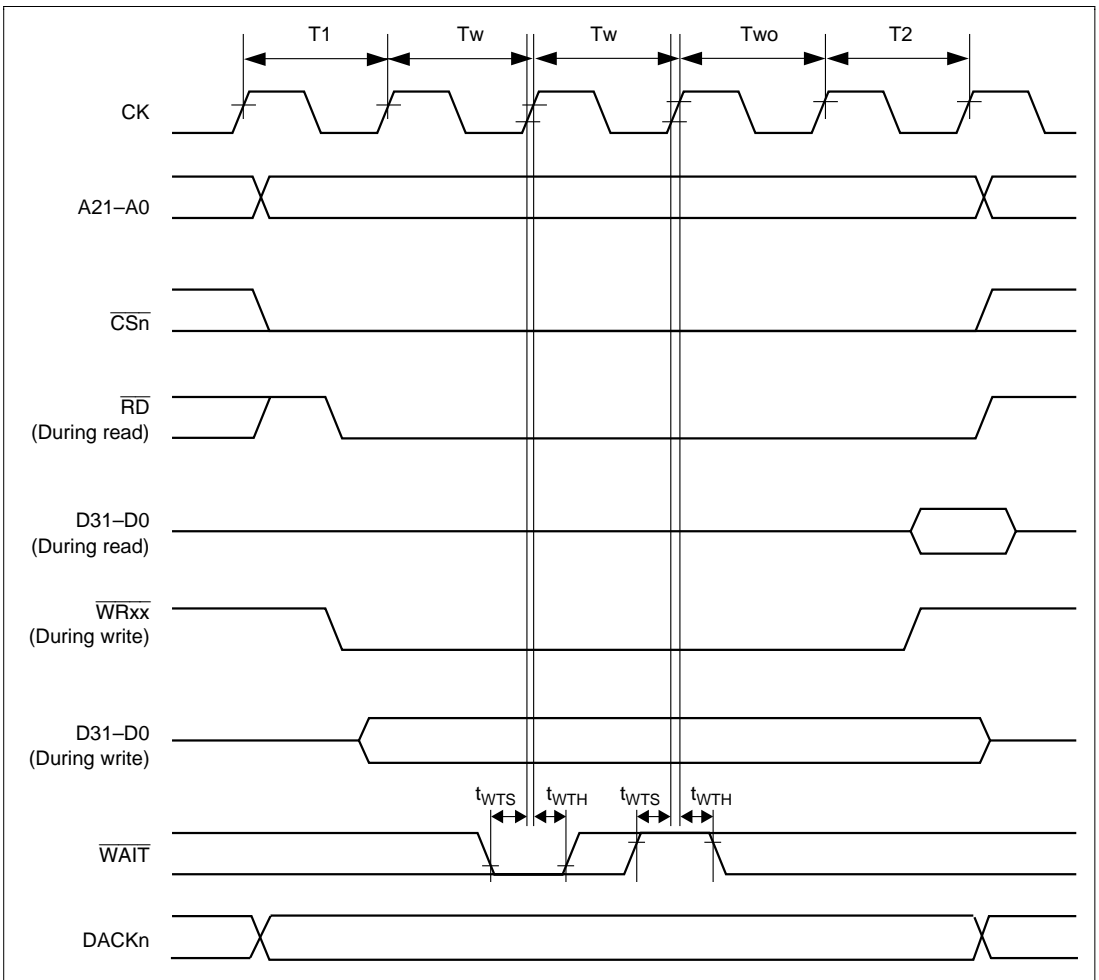 T1 Tw Tw Two T2
CK
A21–A0
CSn
RD
(During read)
D31–D0
(During read)
WRxx
(During write)
D31–D0
(During write)
tWTS tWTH tWTS tWTH
WAIT
DACKn